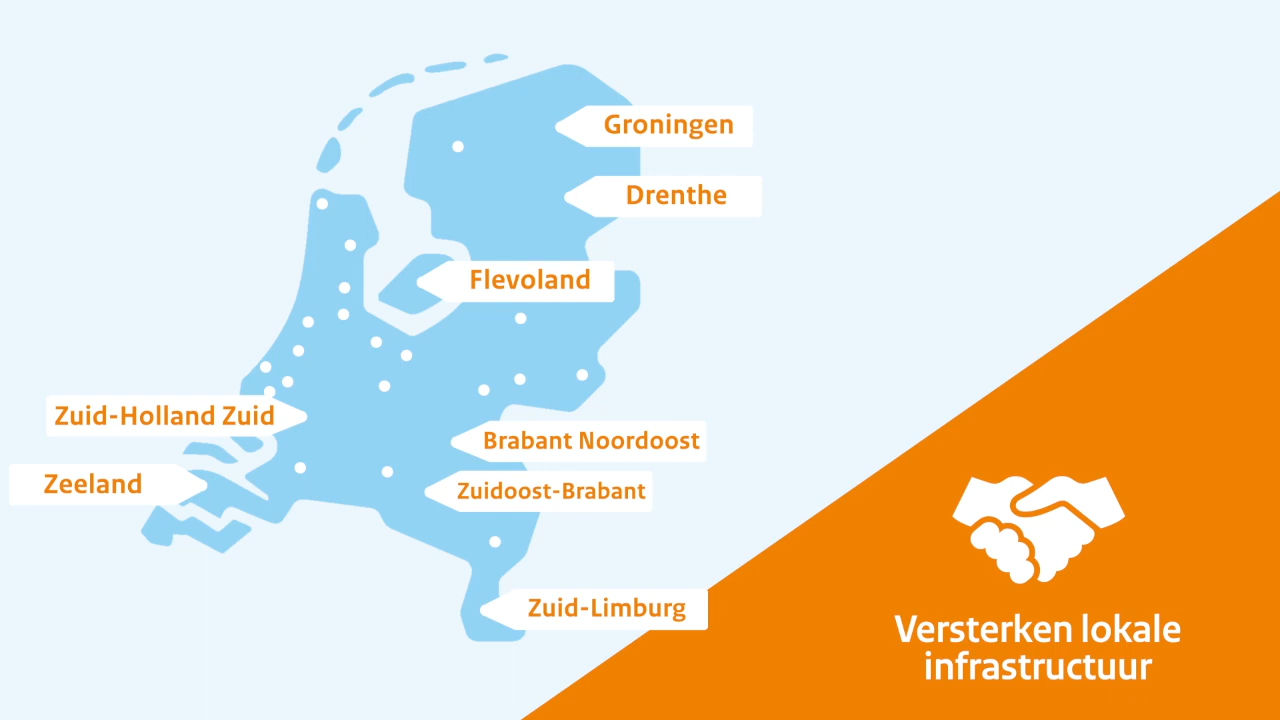 Groningen
Drenthe
Flevoland
Zuid-Holland Zuid
Brabant Noordoost
Zeeland
Zuidoost-Brabant
Zuid-Limburg
Versterken lokale
infrastructuur